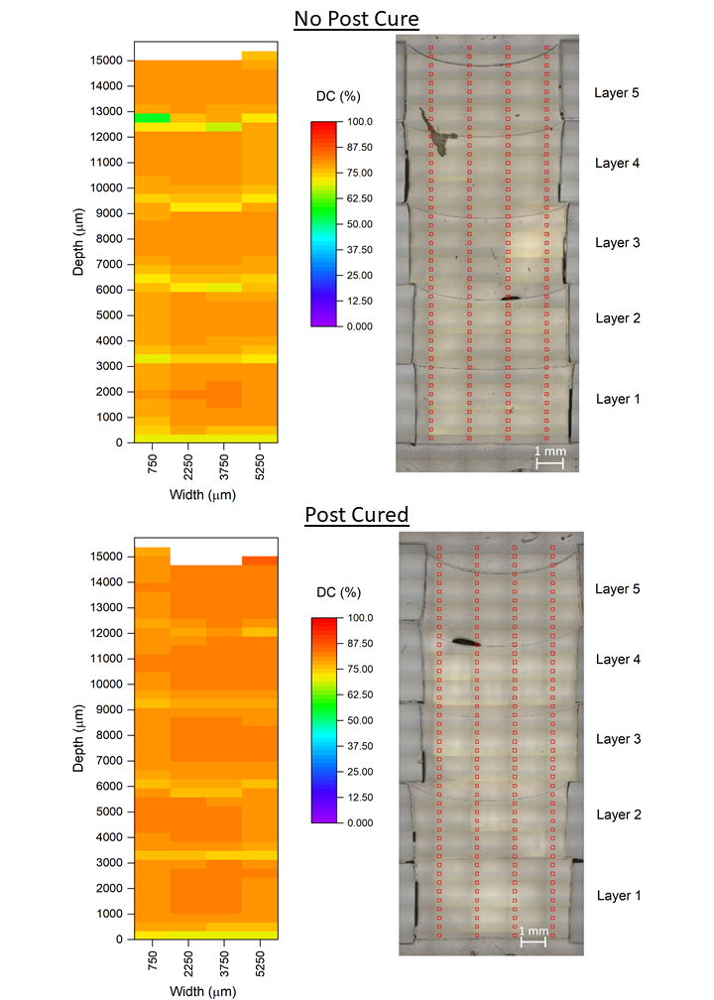 No Post Cure
15000
14000
13000
12000
11000
10000
9000
8000
7000
6000
5000
4000
3000
2000
1000
0
Depth (μm)
750 2250 3750 5250
Width (μm)
DC (%)
100.0
87.50
75.00
62.50
50.00
37.50
25.00
12.50
0.000
Layer 5
Layer 4
Layer 3
Layer 2
Layer 1
1 mm
Post Cured
15000
14000
13000
12000
11000
10000
9000
8000
7000
6000
5000
4000
3000
2000
1000
0
Depth (μm)
750 2250 3750 5250
Width (μm)
DC (%)
100.0
87.50
75.00
62.50
50.00
37.50
25.00
12.50
0.000
Layer 5
Layer 4
Layer 3
Layer 2
Layer 1
1 mm